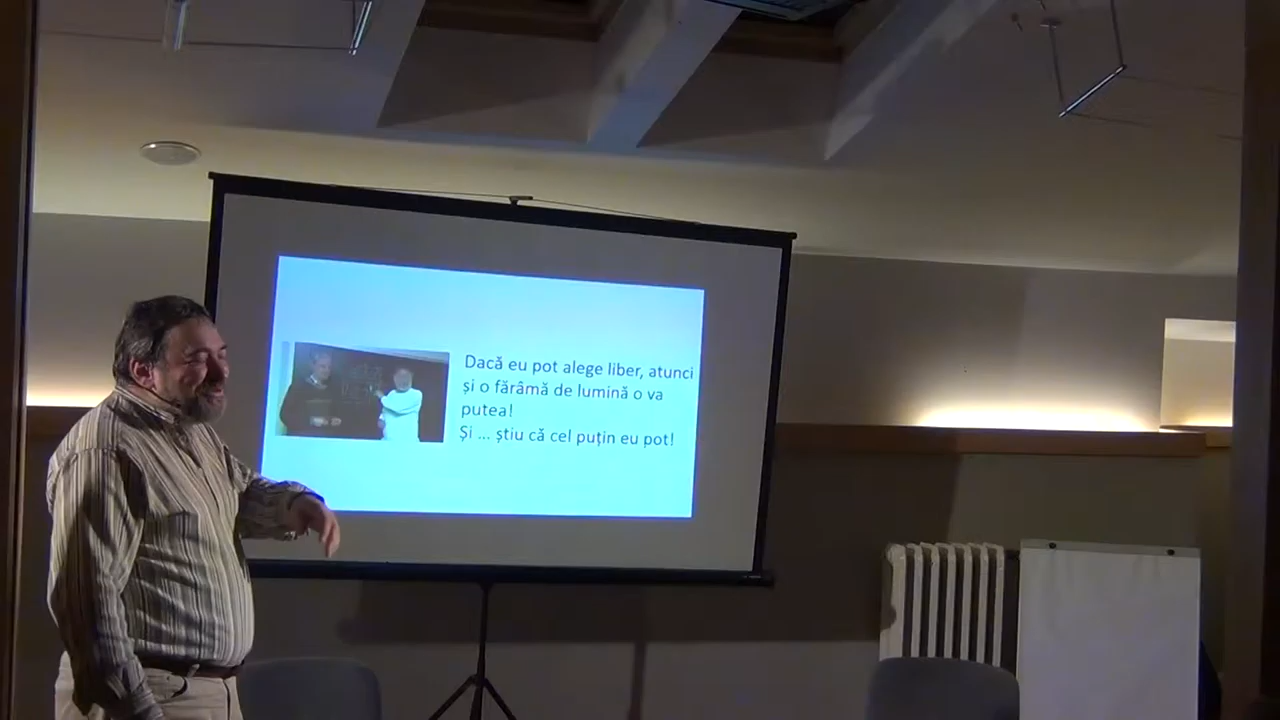 Dacă eu pot alege liber, atunci
și o fărâmă de lumină o va
putea!
Și ... știu că cel puțin eu pot!